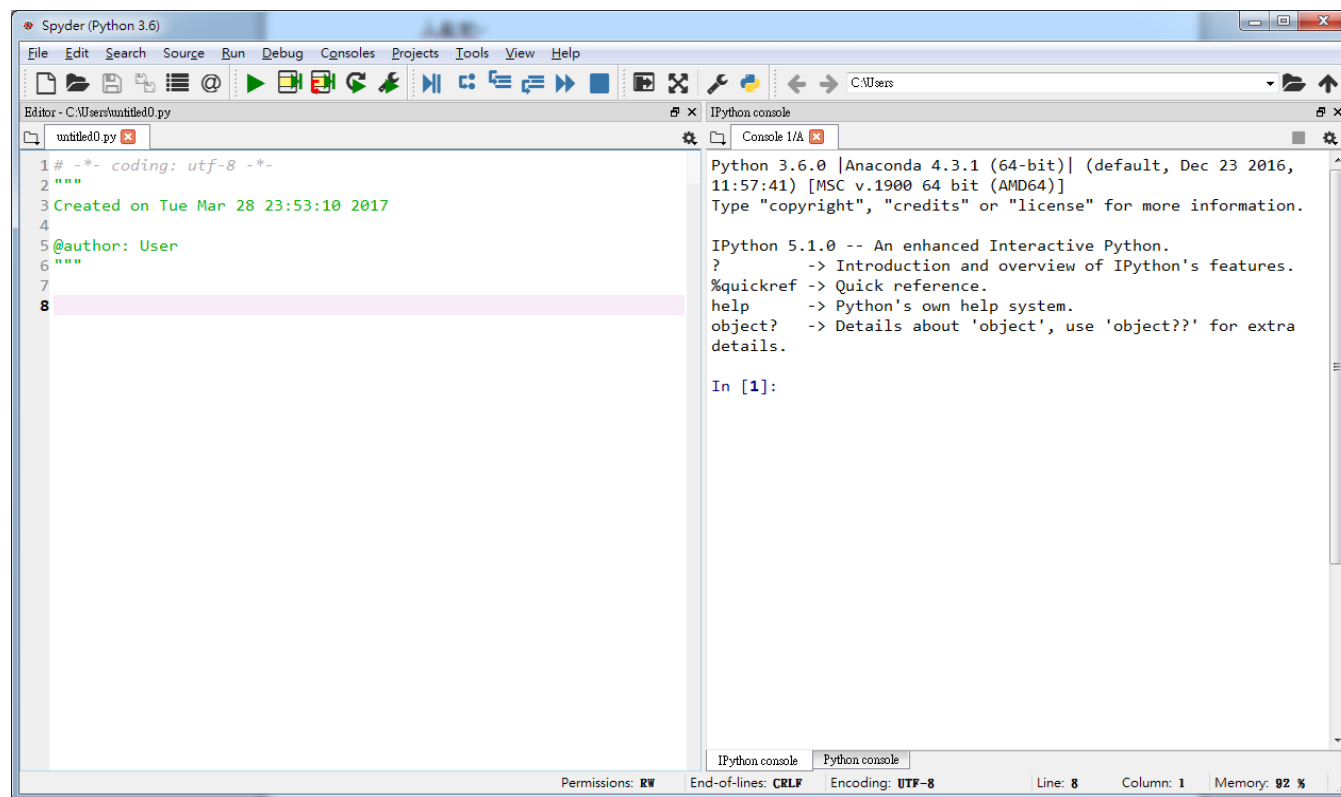 Spyder (Python 3.6)
File Edit Search Source Run Debug Consoles Projects Tools View Help
C:\Users
Editor - C:\Users\untitled0.py
untitled0.py
1 # -*- coding: utf-8 -*-
2 """
3 Created on Tue Mar 28 23:53:10 2017
4
5 @author: User
6 """
7
8
IPython console
Console 1/A
Python 3.6.0 |Anaconda 4.3.1 (64-bit)| (default, Dec 23 2016,
11:57:41) [MSC v.1900 64 bit (AMD64)]
Type "copyright", "credits" or "license" for more information.
IPython 5.1.0 -- An enhanced Interactive Python.
? -> Introduction and overview of IPython's features.
%quickref -> Quick reference.
help -> Python's own help system.
object? -> Details about 'object', use 'object??' for extra
details.
In [1]:
IPython console Python console
Permissions: RW End-of-lines: CRLF Encoding: UTF-8 Line: 8 Column: 1 Memory: 92 %